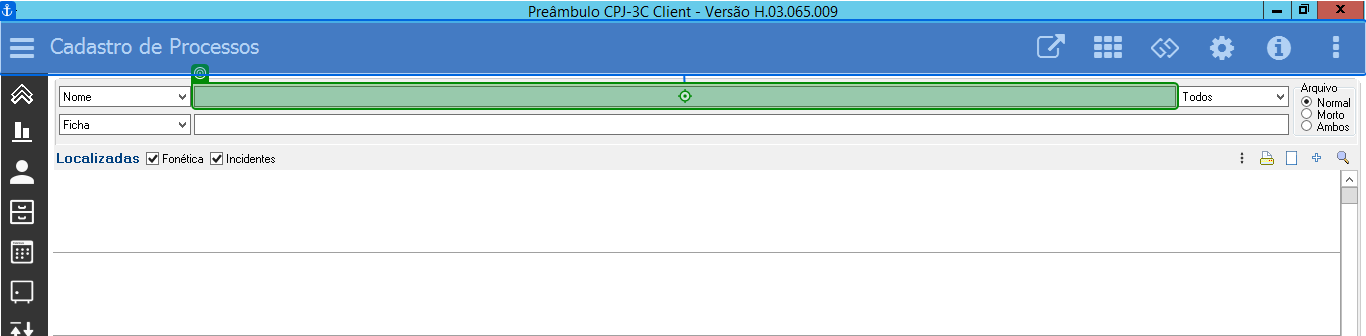 Preâmbulo CPJ-3C Client - Versão H.03.065.009
Cadastro de Processos
Nome
Todos
Arquivo
Normal
Morto
Ambos
Ficha
Localizadas Fonética Incidentes